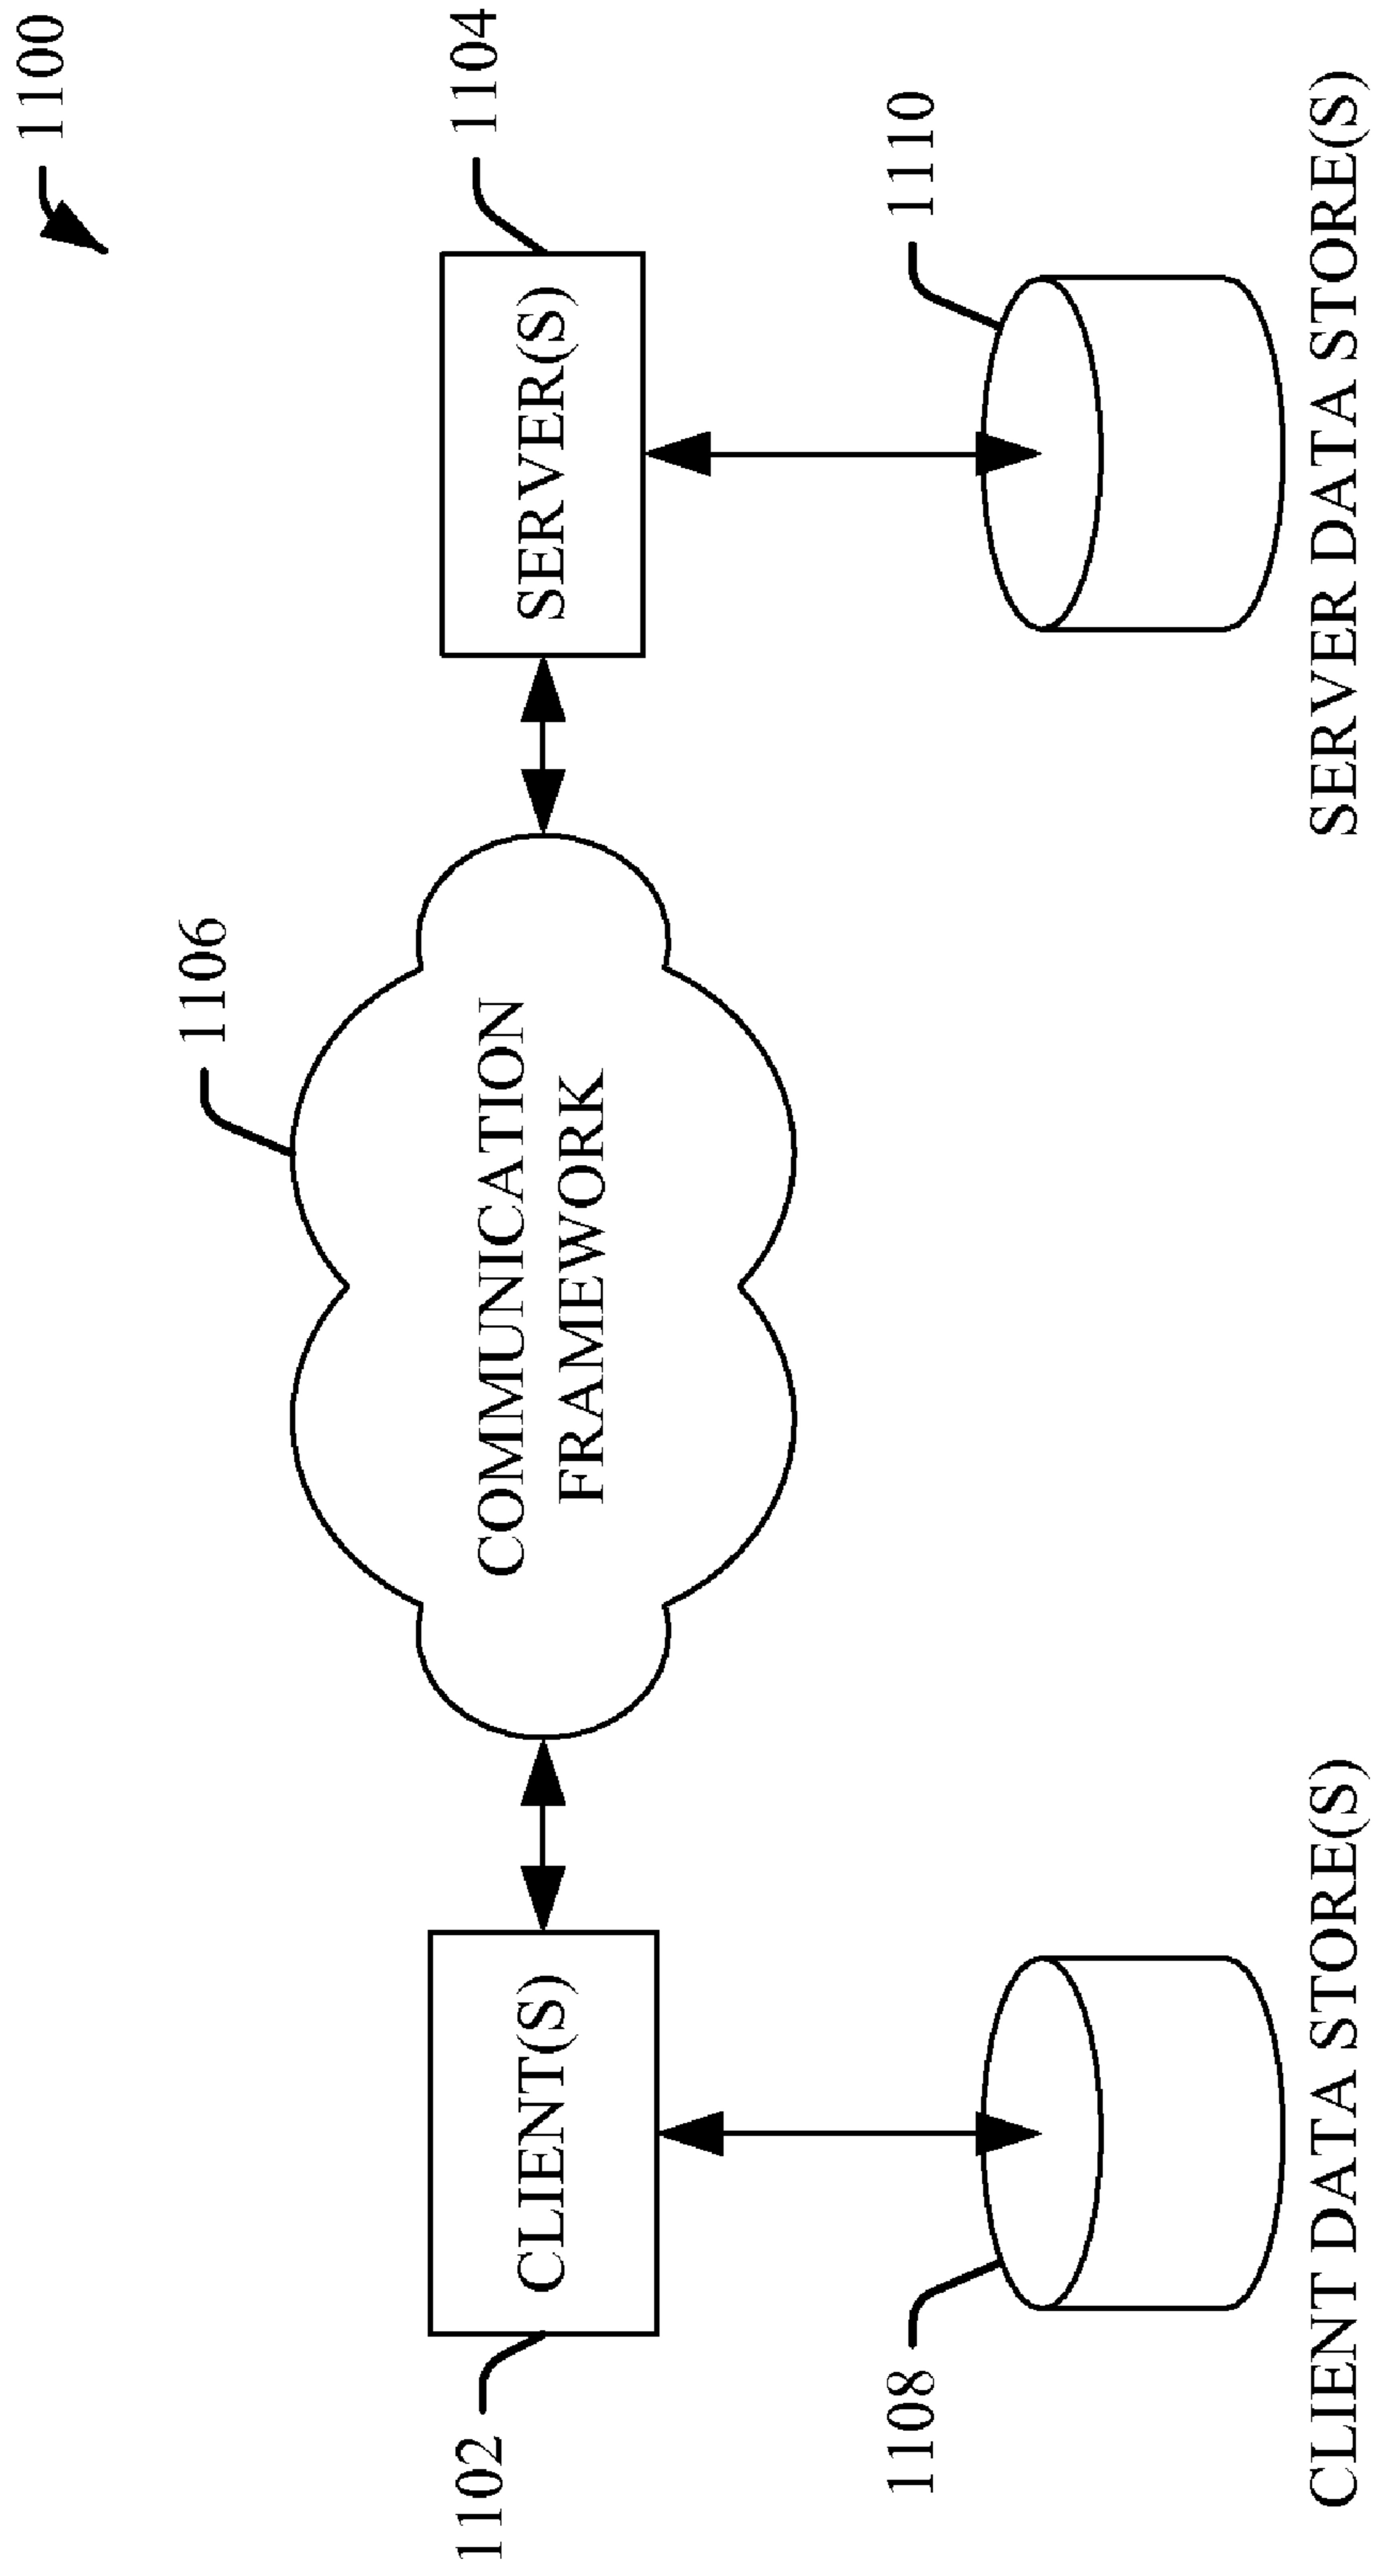 1100
1102
CLIENT(S)
1106
COMMUNICATION
FRAMEWORK
1104
SERVER(S)
1108
CLIENT DATA STORE(S)
1110
SERVER DATA STORE(S)